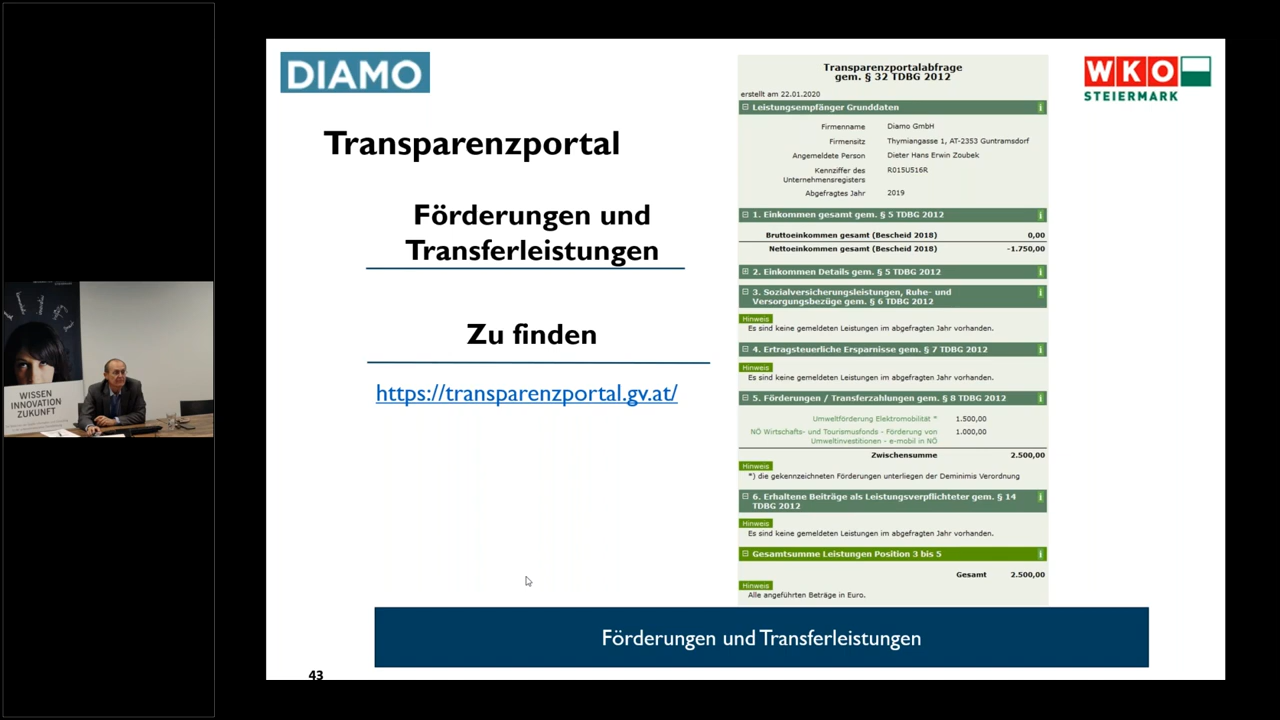 DIAMO
WKO
STEIERMARK
Transparenzportal
Förderungen und
Transferleistungen
Zu finden
https://transparenzportal.gv.at/
Transparenzportalabfrage
gem. § 32 TDBG 2012
erstellt am 22.01.2020
Leistungsempfänger Grunddaten i
Firmenname Diamo GmbH
Firmensitz Thymiangasse 1, AT-2353 Guntramsdorf
Angemeldete Person Dieter Hans Erwin Zoubek
Kennziffer des
Unternehmensregisters R015U516R
Abgefragtes Jahr 2019
1. Einkommen gesamt gem. § 5 TDBG 2012 i
Bruttoeinkommen gesamt (Bescheid 2018) 0,00
Nettoeinkommen gesamt (Bescheid 2018) -1.750,00
2. Einkommen Details gem. § 5 TDBG 2012 i
3. Sozialversicherungsleistungen, Ruhe- und i
Versorgungsbezüge gem. § 6 TDBG 2012
Hinweis
Es sind keine gemeldeten Leistungen im abgefragten Jahr vorhanden.
4. Ertragsteuerliche Ersparnisse gem. § 7 TDBG 2012 i
Hinweis
Es sind keine gemeldeten Leistungen im abgefragten Jahr vorhanden.
5. Förderungen / Transferzahlungen gem. § 8 TDBG 2012 i
Umweltförderung Elektromobilität * 1.500,00
NÖ Wirtschafts- und Tourismusfonds - Förderung von 1.000,00
Umweltinvestitionen - e-mobil in NÖ
Zwischensumme 2.500,00
Hinweis
*) die gekennzeichneten Förderungen unterliegen der Deminimis Verordnung
6. Erhaltene Beiträge als Leistungsverpflichteter gem. § 14 i
TDBG 2012
Hinweis
Es sind keine gemeldeten Leistungen im abgefragten Jahr vorhanden.
Gesamtsumme Leistungen Position 3 bis 5 i
Gesamt 2.500,00
Hinweis
Alle angeführten Beträge in Euro.
Förderungen und Transferleistungen
43
WISSEN
INNOVATION
ZUKUNFT